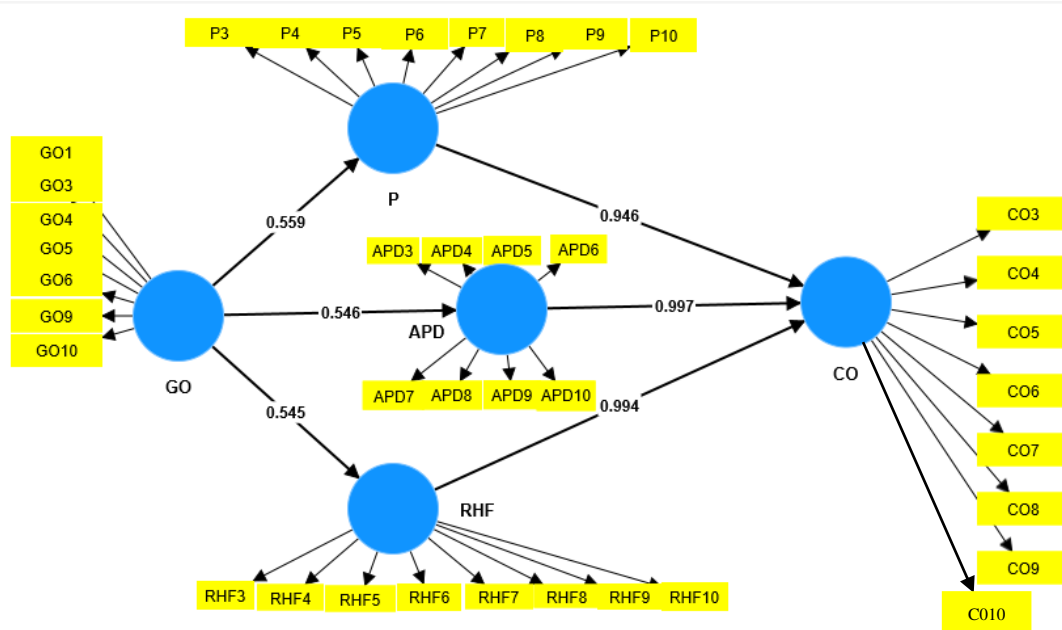 P3 P4 P5 P6 P7 P8 P9 P10
P
GO1
GO3
GO4
GO5
GO6
GO9
GO10
GO
0.559
0.546
0.545
APD3 APD4 APD5 APD6
APD
APD7 APD8 APD9 APD10
0.946
0.997
0.994
RHF
RHF3 RHF4 RHF5 RHF6 RHF7 RHF8 RHF9 RHF10
CO
CO3
CO4
CO5
CO6
CO7
CO8
CO9
C010